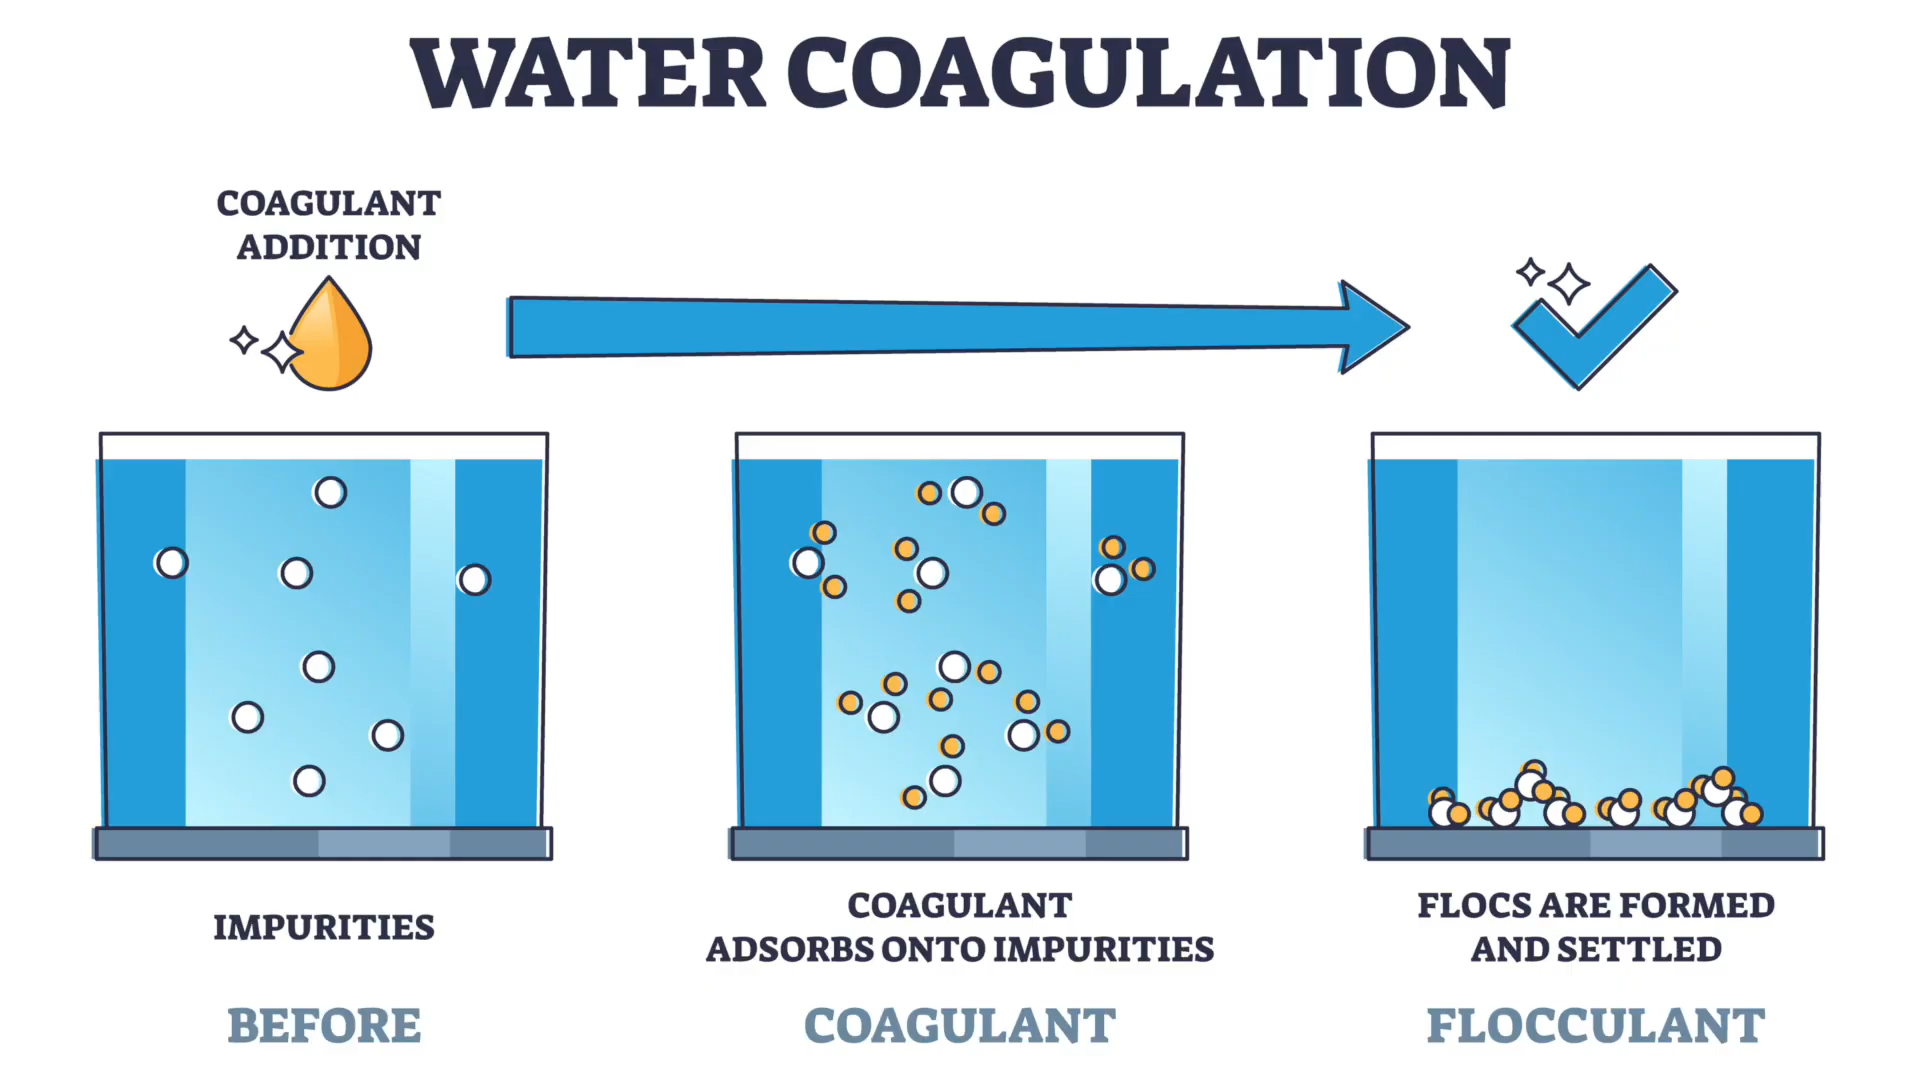 WATER COAGULATION
COAGULANT
ADDITION
IMPURITIES
BEFORE
COAGULANT
ADSORBS ONTO IMPURITIES
COAGULANT
FLOCS ARE FORMED
AND SETTLED
FLOCCULANT